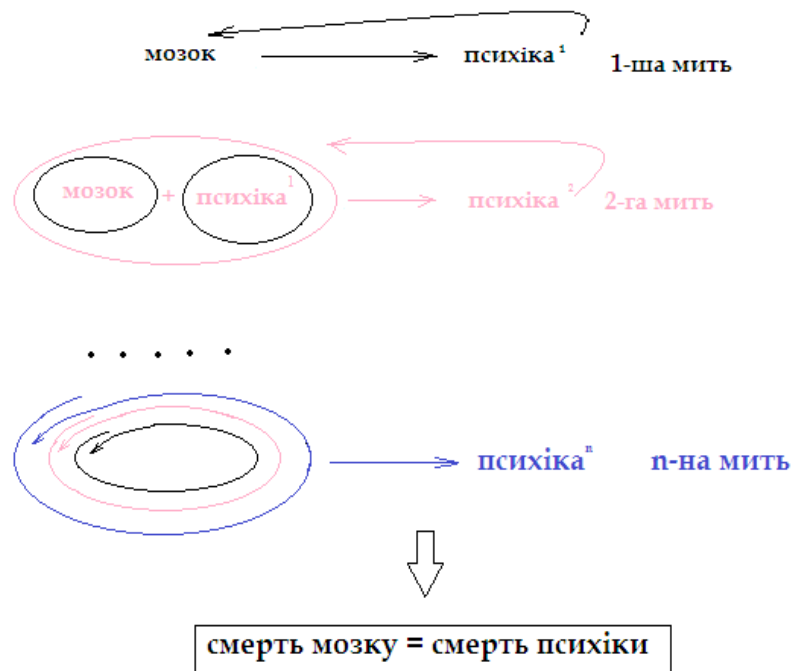 мозок психіка¹ 1-ша мить
мозок + психіка¹ психіка² 2-га мить
. . . . .
психікаⁿ n-на мить
смерть мозку = смерть психіки